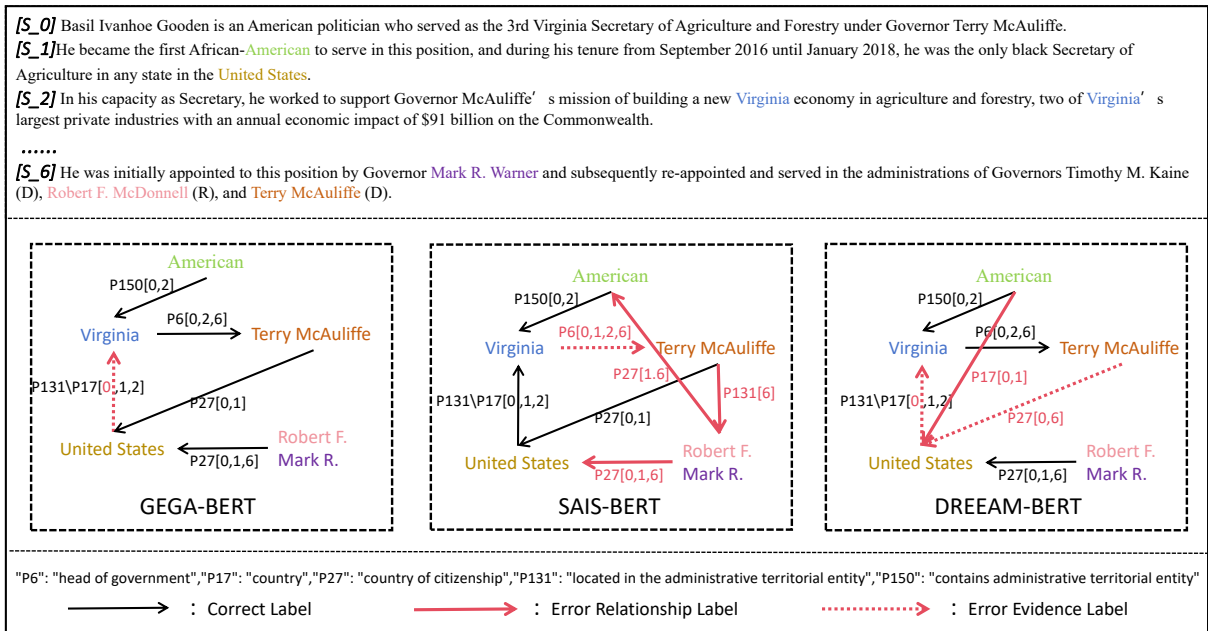 [S_0] Basil Ivanhoe Gooden is an American politician who served as the 3rd Virginia Secretary of Agriculture and Forestry under Governor Terry McAuliffe.
[S_1]He became the first African-American to serve in this position, and during his tenure from September 2016 until January 2018, he was the only black Secretary of
Agriculture in any state in the United States.
[S_2] In his capacity as Secretary, he worked to support Governor McAuliffe′ s mission of building a new Virginia economy in agriculture and forestry, two of Virginia′ s
largest private industries with an annual economic impact of $91 billion on the Commonwealth.
......
[S_6] He was initially appointed to this position by Governor Mark R. Warner and subsequently re-appointed and served in the administrations of Governors Timothy M. Kaine
(D), Robert F. McDonnell (R), and Terry McAuliffe (D).
American
P150[0,2]
P6[0,2,6]
Virginia
Terry McAuliffe
P131\P17[0,1,2]
P27[0,1]
United States
Robert F.
Mark R.
P27[0,1,6]
GEGA-BERT
American
P150[0,2]
P6[0,1,2,6]
Virginia
Terry McAuliffe
P27[1.6]
P131[6]
P131\P17[0,1,2]
P27[0,1]
United States
Robert F.
Mark R.
P27[0,1,6]
SAIS-BERT
American
P150[0,2]
P6[0,2,6]
Virginia
Terry McAuliffe
P17[0,1]
P131\P17[0,1,2]
P27[0,6]
United States
Robert F.
Mark R.
P27[0,1,6]
DREEAM-BERT
"P6": "head of government","P17": "country","P27": "country of citizenship","P131": "located in the administrative territorial entity","P150": "contains administrative territorial entity"
: Correct Label
: Error Relationship Label
: Error Evidence Label